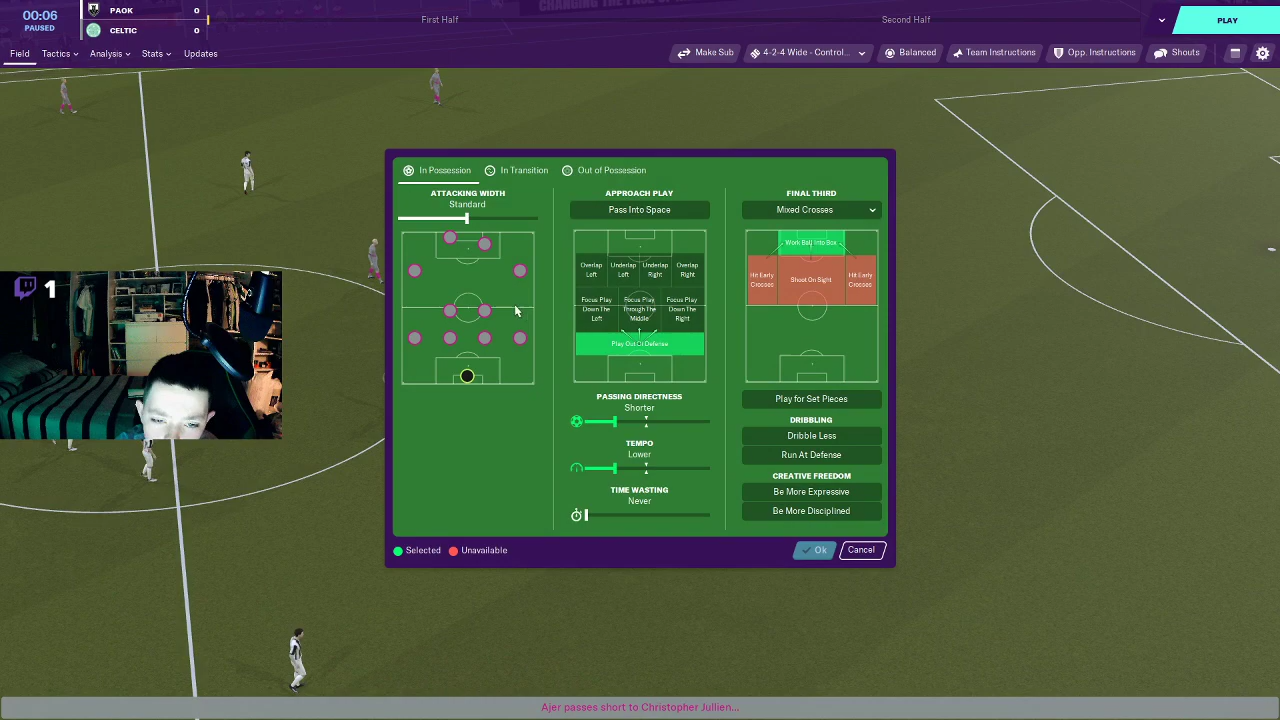 00:06
PAUSED
PAOK 0
CELTIC 0
First Half
Second Half
PLAY
Field
Tactics
Analysis
Stats
Updates
Make Sub
4-2-4 Wide - Control...
Balanced
Team Instructions
Opp. Instructions
Shouts
In Possession
In Transition
Out of Possession
ATTACKING WIDTH
Standard
APPROACH PLAY
Pass Into Space
Overlap Left
Underlap Left
Underlap Right
Overlap Right
Focus Play Down The Left
Focus Play Through The Middle
Focus Play Down The Right
Play Out Of Defense
PASSING DIRECTNESS
Shorter
TEMPO
Lower
TIME WASTING
Never
FINAL THIRD
Mixed Crosses
Work Ball Into Box
Hit Early Crosses
Shoot On Sight
Hit Early Crosses
Play for Set Pieces
DRIBBLING
Dribble Less
Run At Defense
CREATIVE FREEDOM
Be More Expressive
Be More Disciplined
Selected
Unavailable
Ok
Cancel
1
Ajer passes short to Christopher Jullien...